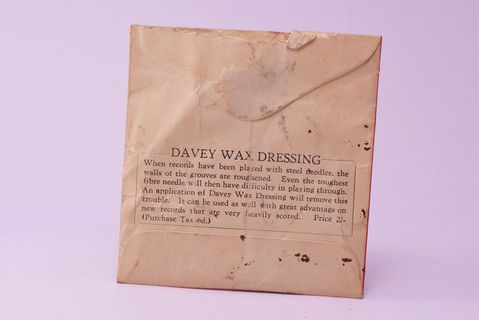 DAVEY WAX DRESSING
When records have been played with steel needles, the
walls of the grooves are roughened. Even the toughest
fibre needle will then have difficulty in playing through.
An application of Davey Wax Dressing will remove this
trouble. It can be used as well with great advantage on
new records that are very heavily scored. Price 2/-
(Purchase Tax 6d.)